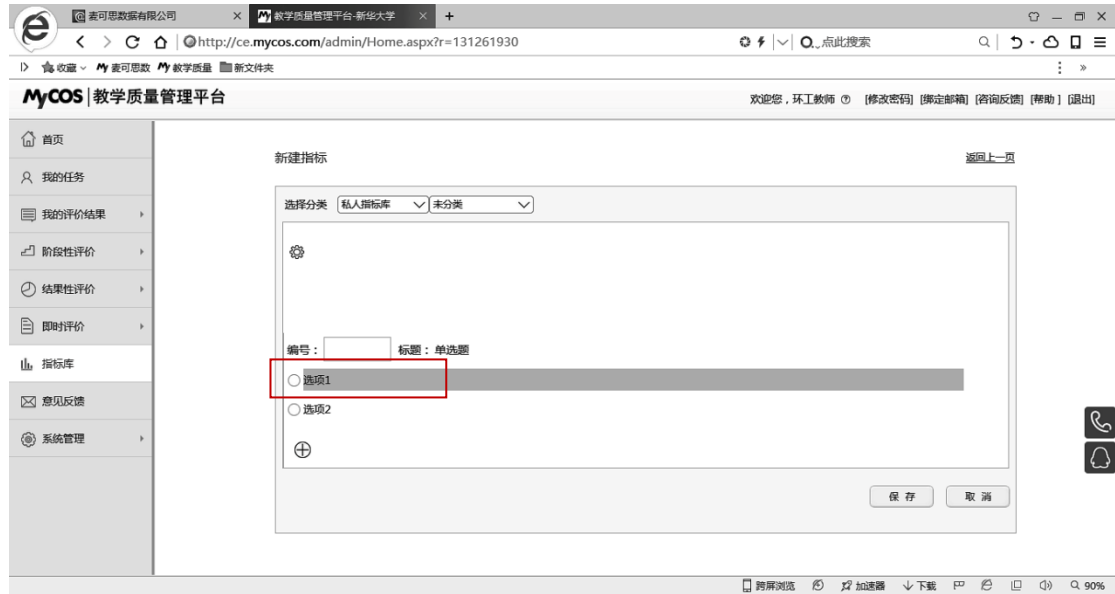 麦可思数据有限公司
My 教学质量管理平台-新华大学
http://ce.mycos.com/admin/Home.aspx?r=131261930
点此搜索
收藏 My 麦可思数 My 教学质量 新文件夹
MyCOS 教学质量管理平台
欢迎您，环工教师 [修改密码] [绑定邮箱] [咨询反馈] [帮助] [退出]
首页
我的任务
我的评价结果
阶段性评价
结果性评价
即时评价
指标库
意见反馈
系统管理
新建指标 返回上一页
选择分类 私人指标库 未分类
编号： 标题：单选题
选项1
选项2
保存 取消
跨屏浏览 加速器 下载 90%